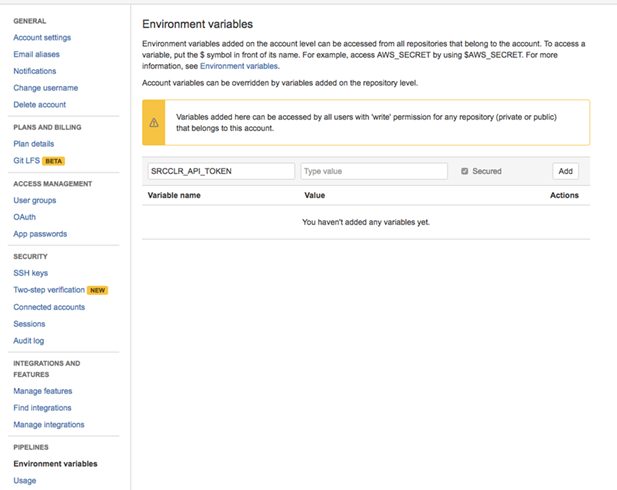 GENERAL
Account settings
Email aliases
Notifications
Change username
Delete account
PLANS AND BILLING
Plan details
Git LFS BETA
ACCESS MANAGEMENT
User groups
OAuth
App passwords
SECURITY
SSH keys
Two-step verification NEW
Connected accounts
Sessions
Audit log
INTEGRATIONS AND
FEATURES
Manage features
Find integrations
Manage integrations
PIPELINES
Environment variables
Usage
Environment variables
Environment variables added on the account level can be accessed from all repositories that belong to the account. To access a
variable, put the $ symbol in front of its name. For example, access AWS_SECRET by using $AWS_SECRET. For more
information, see Environment variables.
Account variables can be overridden by variables added on the repository level.
Variables added here can be accessed by all users with 'write' permission for any repository (private or public)
that belongs to this account.
SRCCLR_API_TOKEN Type value Secured Add
Variable name Value Actions
You haven't added any variables yet.